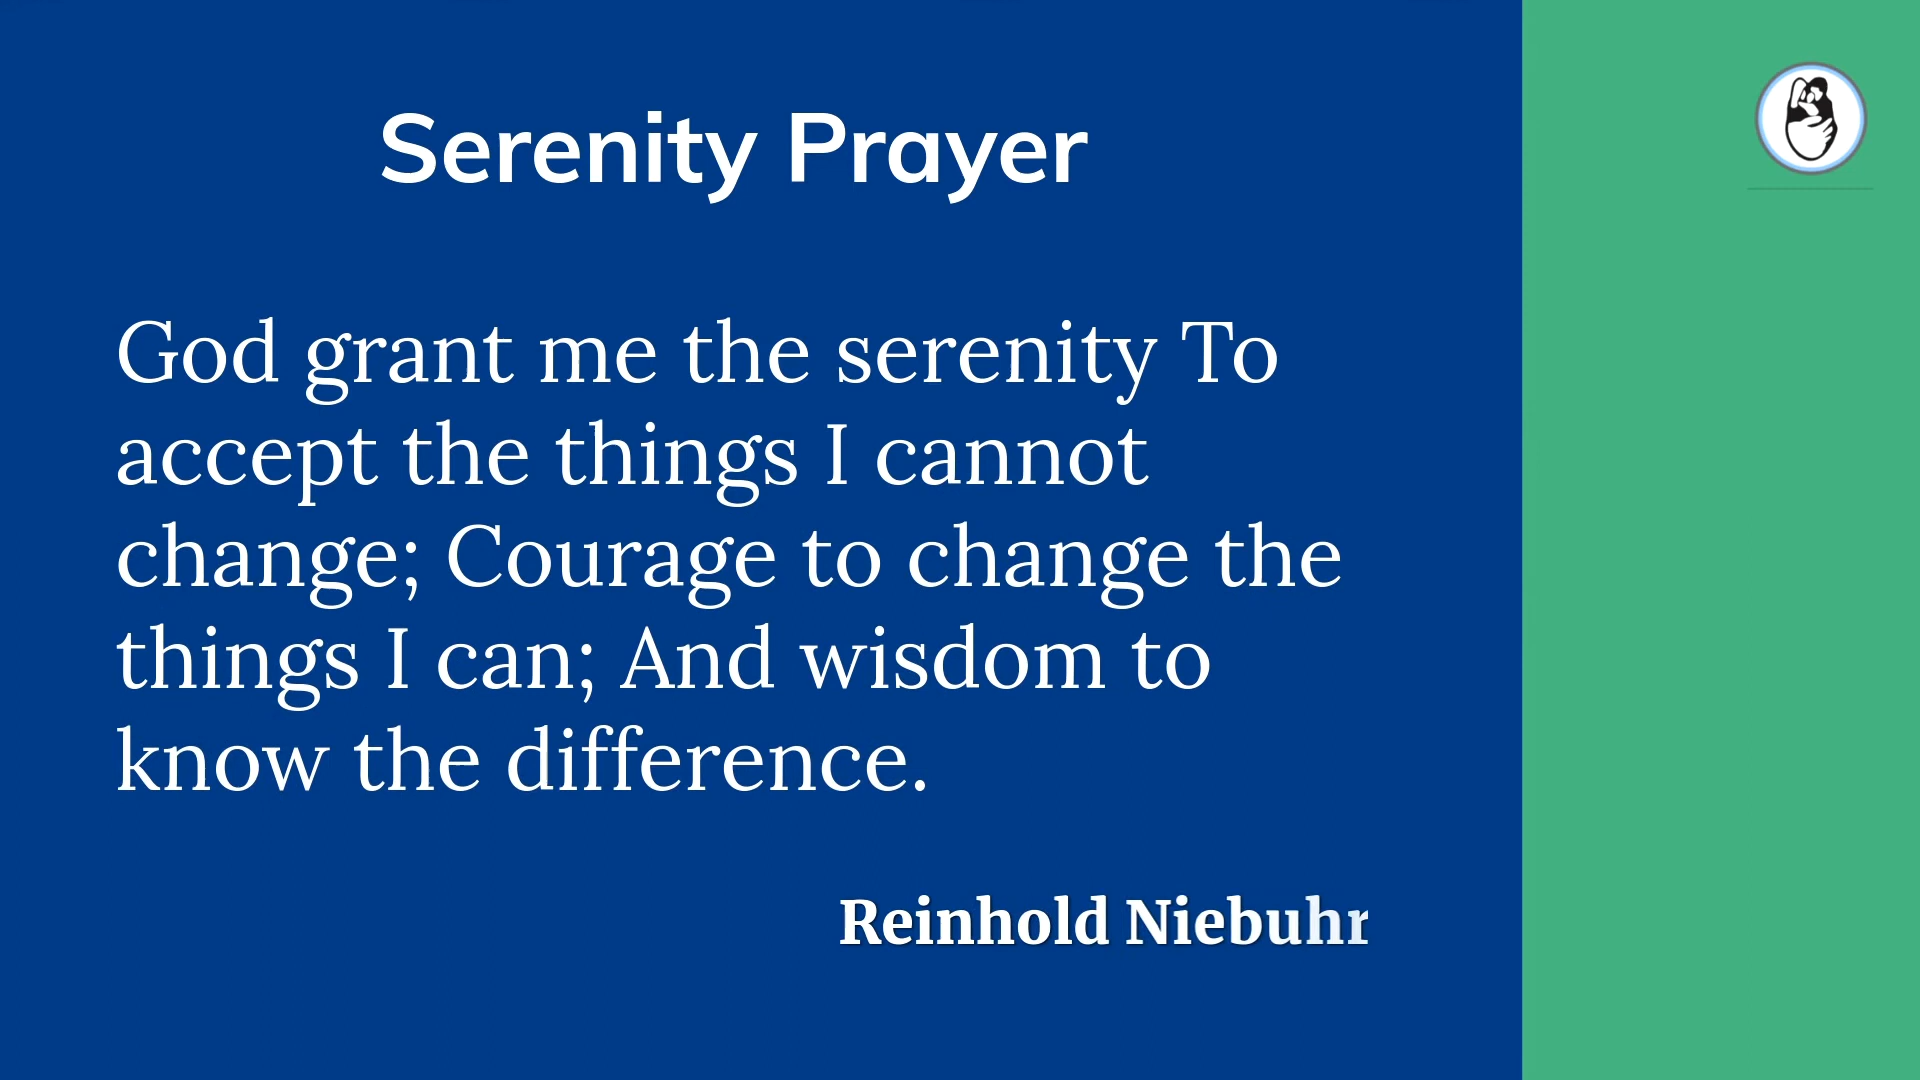 Serenity Prayer
God grant me the serenity To
accept the things I cannot
change; Courage to change the
things I can; And wisdom to
know the difference.
Reinhold Niebuhr